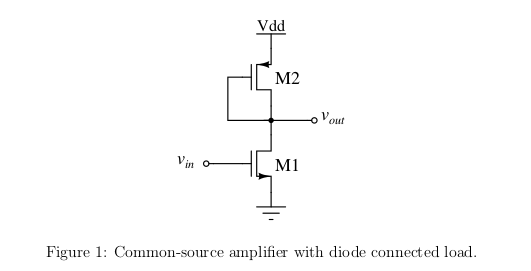 Vdd
M2
v_out
v_in
M1
Figure 1: Common-source amplifier with diode connected load.